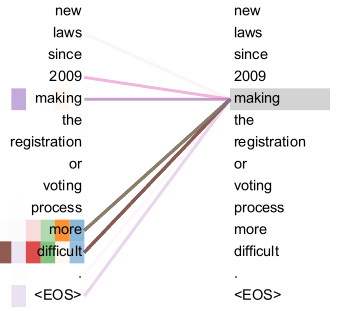 new new
laws laws
since since
2009 2009
making making
the the
registration registration
or or
voting voting
process process
more more
difficult difficult
. .
<EOS> <EOS>